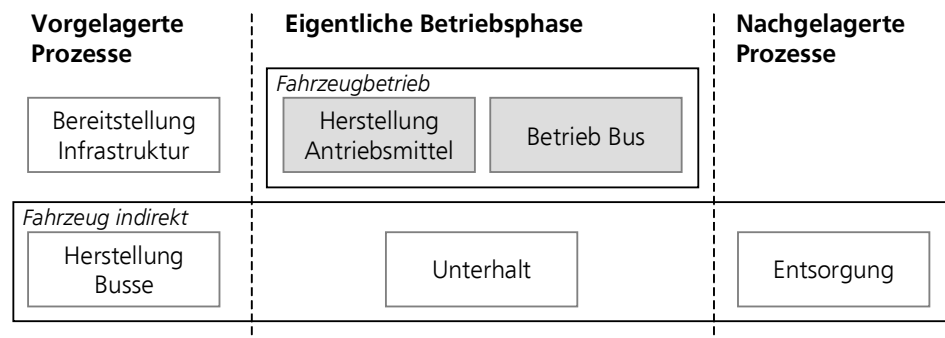 Vorgelagerte
Prozesse
Eigentliche Betriebsphase
Nachgelagerte
Prozesse
Fahrzeugbetrieb
Bereitstellung
Infrastruktur
Herstellung
Antriebsmittel
Betrieb Bus
Fahrzeug indirekt
Herstellung
Busse
Unterhalt
Entsorgung